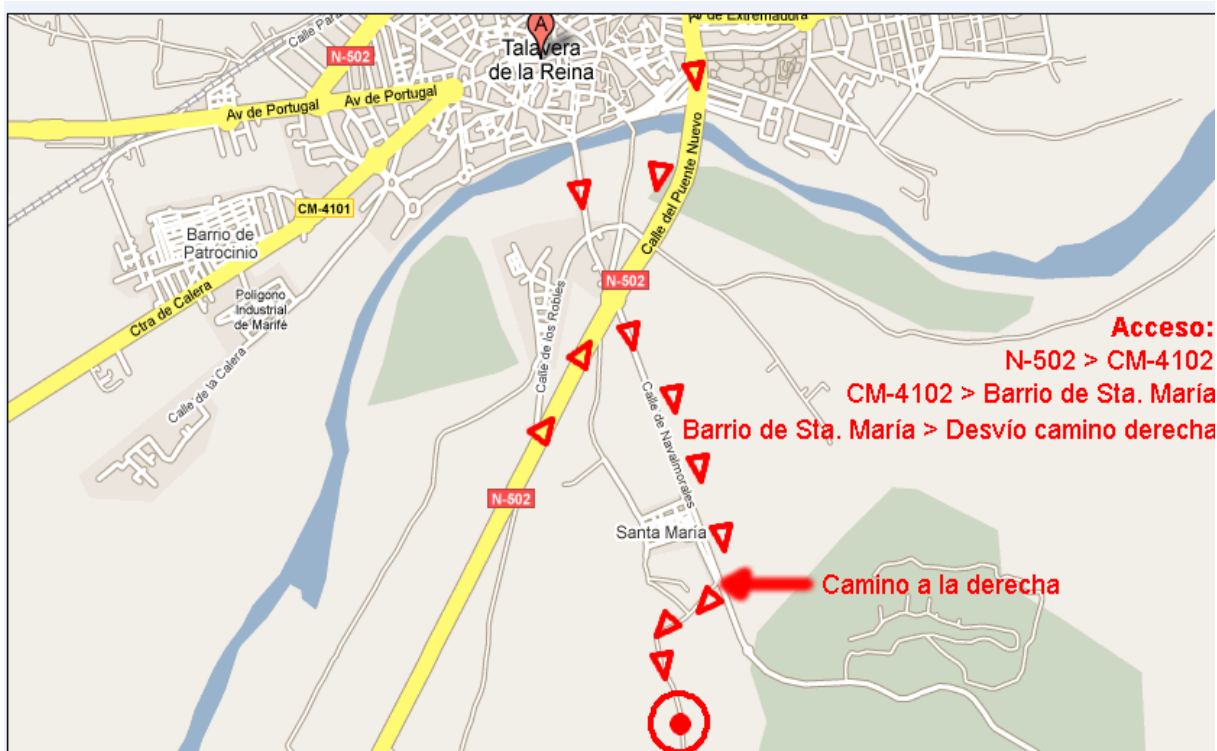 Av de Extremadura
Calle Para
A
N-502
Talavera
de la Reina
Av de Portugal
Av de Portugal
Calle del Puente Nuevo
CM-4101
Barrio de
Patrocinio
N-502
Polígono
Industrial
de Marifé
Ctra de Calera
Calle de los Robles
Acceso:
N-502 > CM-4102
Calle de la Calera
Calle de Navalmorales
CM-4102 > Barrio de Sta. María
Barrio de Sta. María > Desvío camino derecha
N-502
Santa María
Camino a la derecha